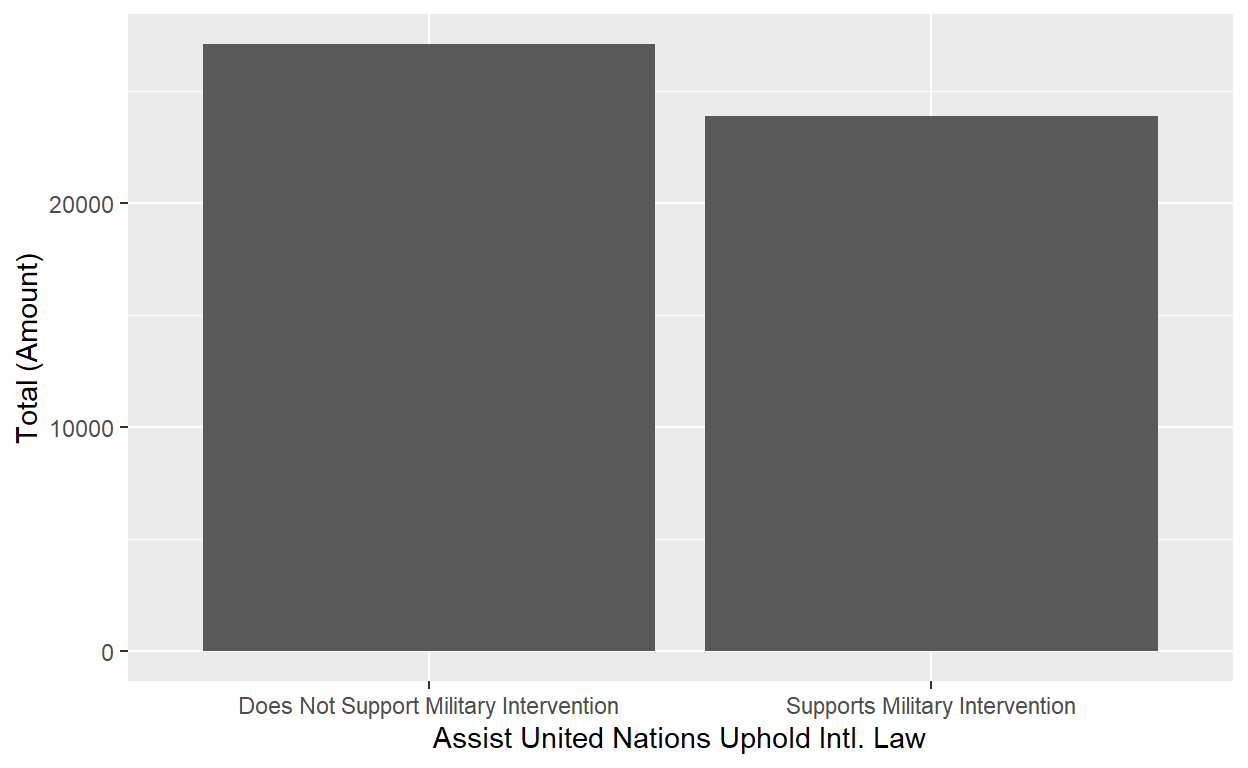 Total (Amount)
20000
10000
0
Does Not Support Military Intervention
Supports Military Intervention
Assist United Nations Uphold Intl. Law